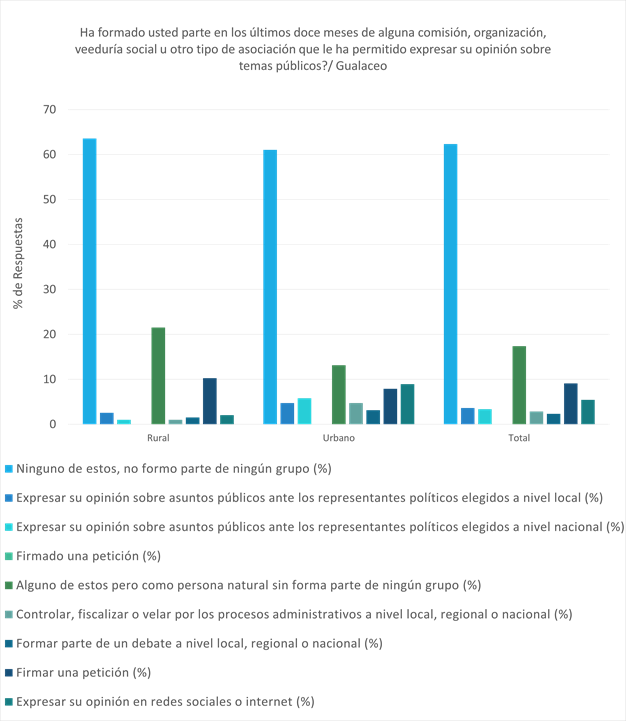 Ha formado usted parte en los últimos doce meses de alguna comisión, organización,
veeduría social u otro tipo de asociación que le ha permitido expresar su opinión sobre
temas públicos?/ Gualaceo
% de Respuestas
70
60
50
40
30
20
10
0
Rural
Urbano
Total
Ninguno de estos, no formo parte de ningún grupo (%)
Expresar su opinión sobre asuntos públicos ante los representantes políticos elegidos a nivel local (%)
Expresar su opinión sobre asuntos públicos ante los representantes políticos elegidos a nivel nacional (%)
Firmado una petición (%)
Alguno de estos pero como persona natural sin forma parte de ningún grupo (%)
Controlar, fiscalizar o velar por los procesos administrativos a nivel local, regional o nacional (%)
Formar parte de un debate a nivel local, regional o nacional (%)
Firmar una petición (%)
Expresar su opinión en redes sociales o internet (%)